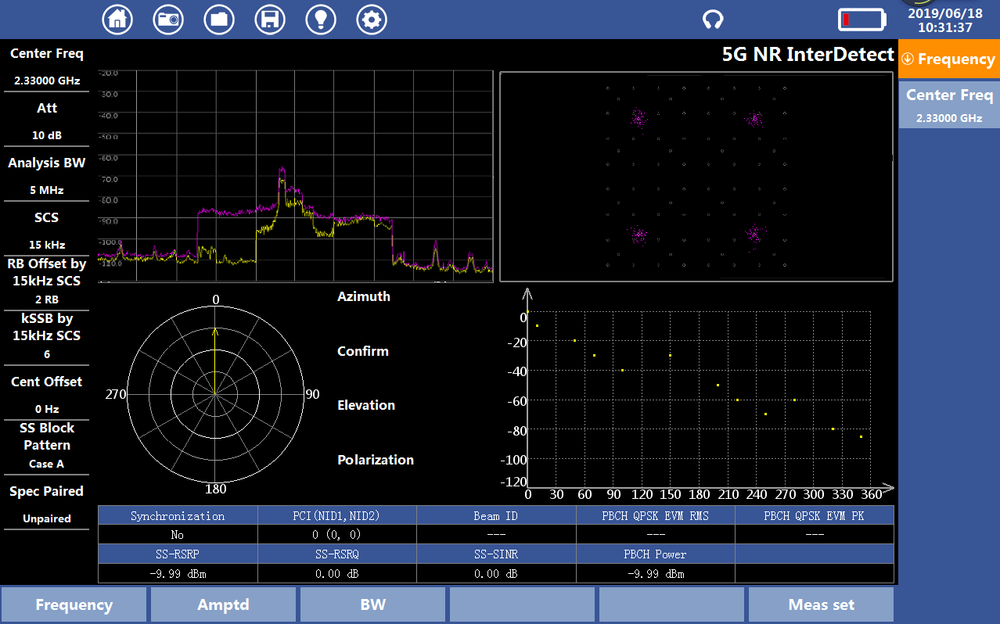 2019/06/18
10:31:37
Center Freq
2.33000 GHz
Att
10 dB
Analysis BW
5 MHz
SCS
15 kHz
RB Offset by
15kHz SCS
2 RB
kSSB by
15kHz SCS
6
Cent Offset
0 Hz
SS Block
Pattern
Case A
Spec Paired
Unpaired
5G NR InterDetect
-20.0
-30.0
-40.0
-50.0
-60.0
-70.0
-80.0
-90.0
-100.0
-110.0
0
270
90
180
Azimuth
Confirm
Elevation
Polarization
0
-20
-40
-60
-80
-100
-120
0 30 60 90 120 150 180 210 240 270 300 330 360
Synchronization PCI(NID1,NID2) Beam ID PBCH QPSK EVM RMS PBCH QPSK EVM PK
No 0 (0, 0) --- --- ---
SS-RSRP SS-RSRQ SS-SINR PBCH Power
-9.99 dBm 0.00 dB 0.00 dB -9.99 dBm
Frequency
Center Freq
2.33000 GHz
Frequency Amptd BW Meas set